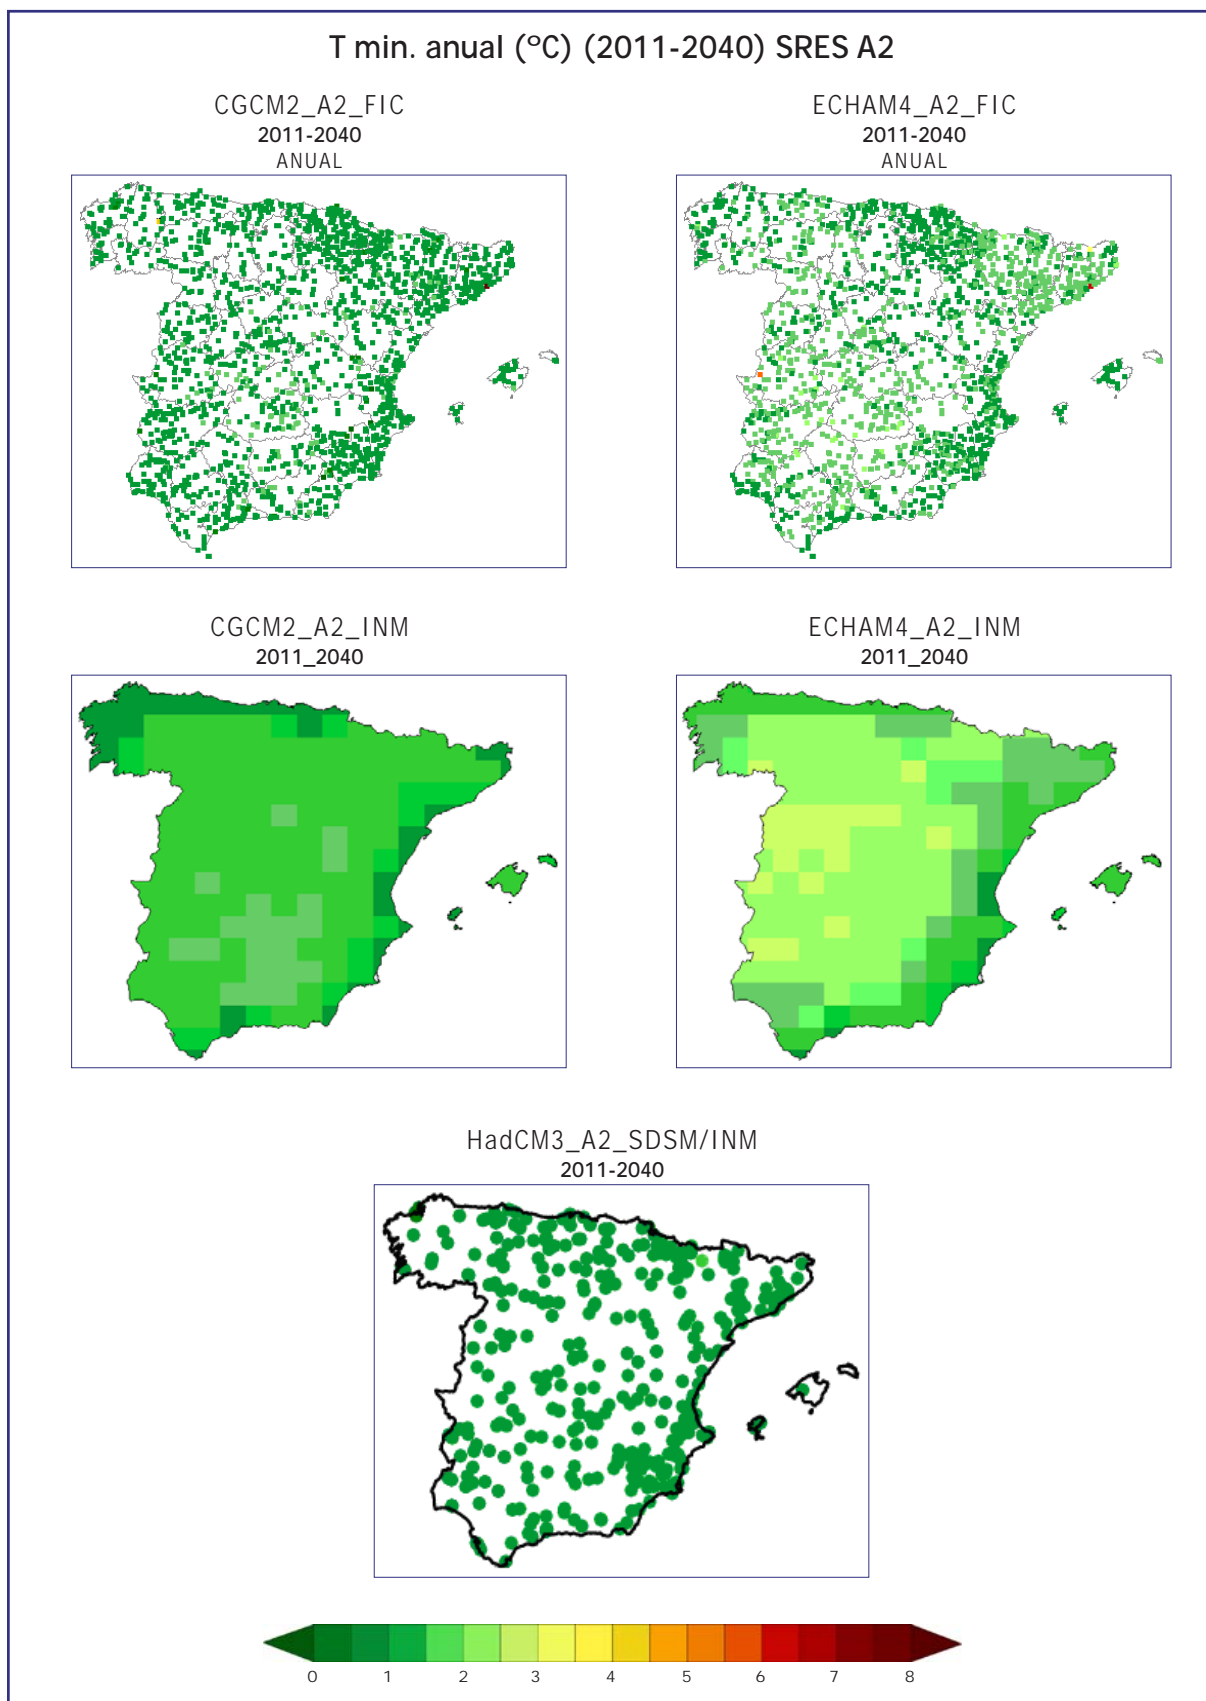 T min. anual (ºC) (2011-2040) SRES A2
CGCM2_A2_FIC
2011-2040
ANUAL
ECHAM4_A2_FIC
2011-2040
ANUAL
CGCM2_A2_INM
2011_2040
ECHAM4_A2_INM
2011_2040
HadCM3_A2_SDSM/INM
2011-2040
0 1 2 3 4 5 6 7 8